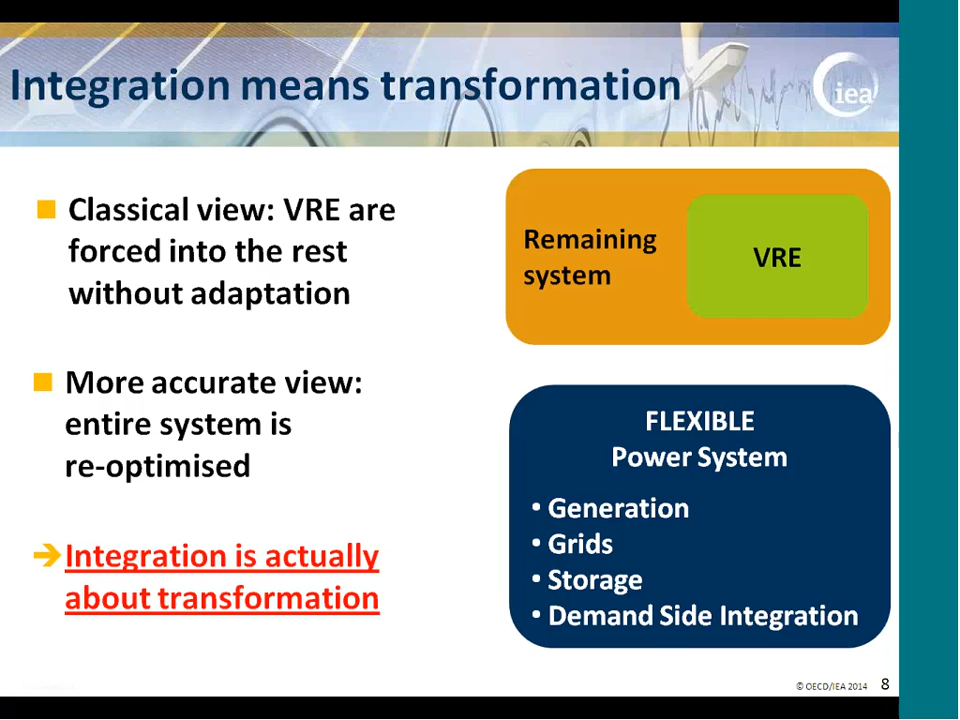 Integration means transformation
iea
Classical view: VRE are
forced into the rest
without adaptation
Remaining
system
VRE
More accurate view:
entire system is
re-optimised
FLEXIBLE
Power System
• Generation
• Grids
• Storage
• Demand Side Integration
Integration is actually
about transformation
© OECD/IEA 2014
8